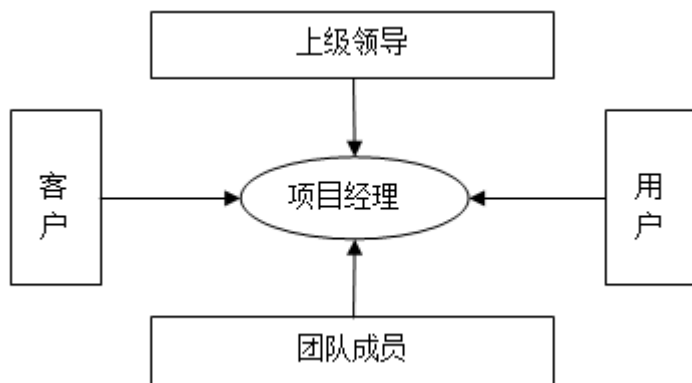 上级领导
客户
项目经理
用户
团队成员